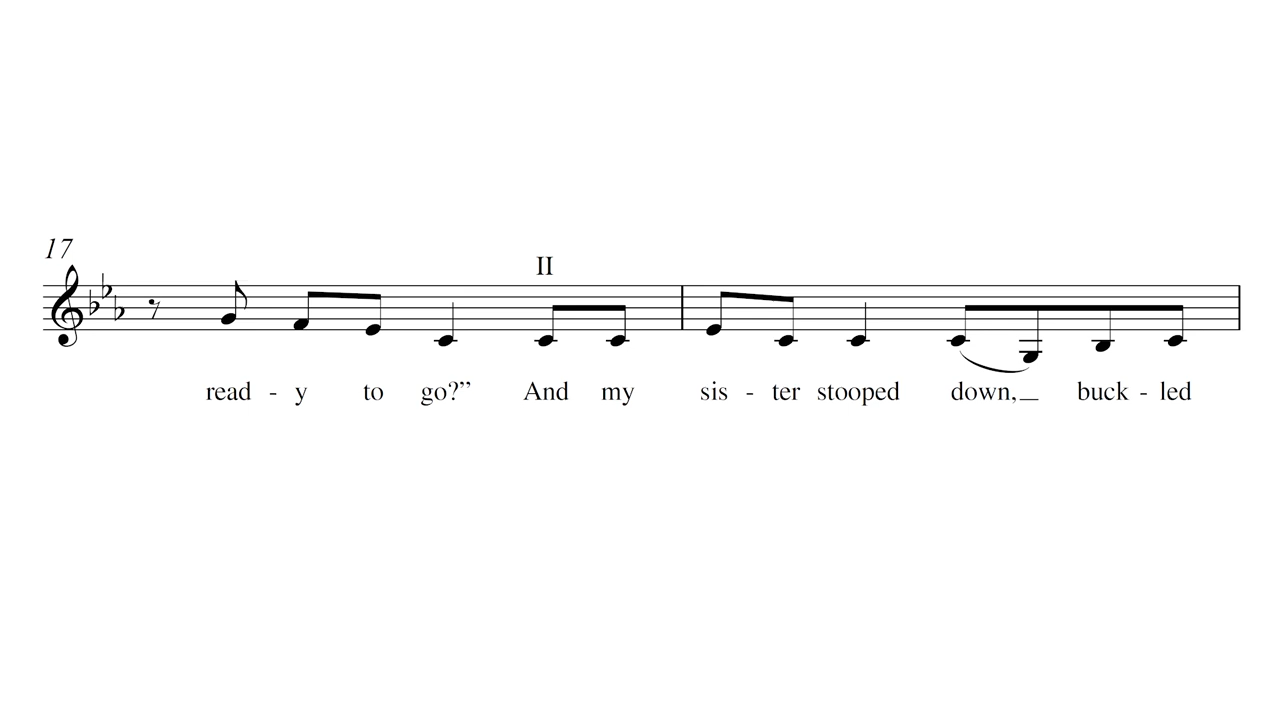 17
II
read - y to go?” And my sis - ter stooped down, buck - led